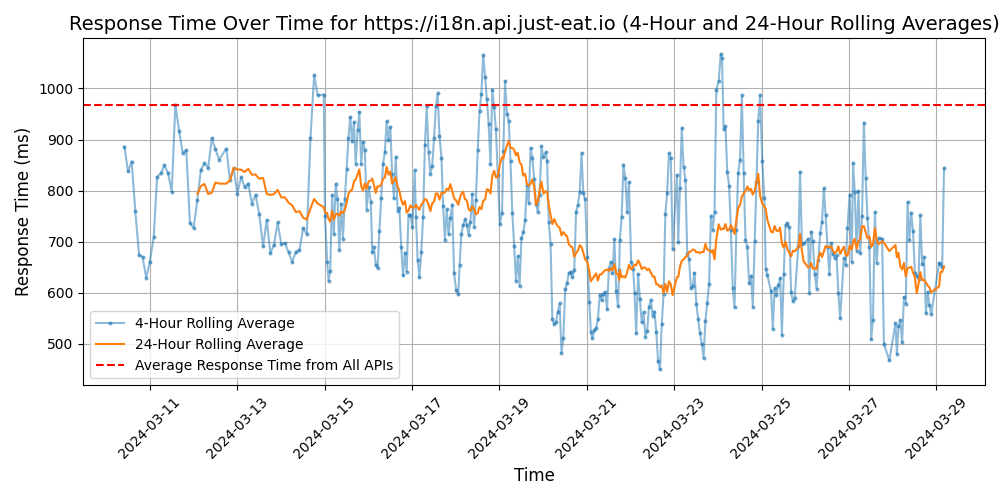 Response Time Over Time for https://i18n.api.just-eat.io (4-Hour and 24-Hour Rolling Averages)
Response Time (ms)
1000
900
800
700
600
500
4-Hour Rolling Average
24-Hour Rolling Average
Average Response Time from All APIs
2024-03-11
2024-03-13
2024-03-15
2024-03-17
2024-03-19
2024-03-21
2024-03-23
2024-03-25
2024-03-27
2024-03-29
Time